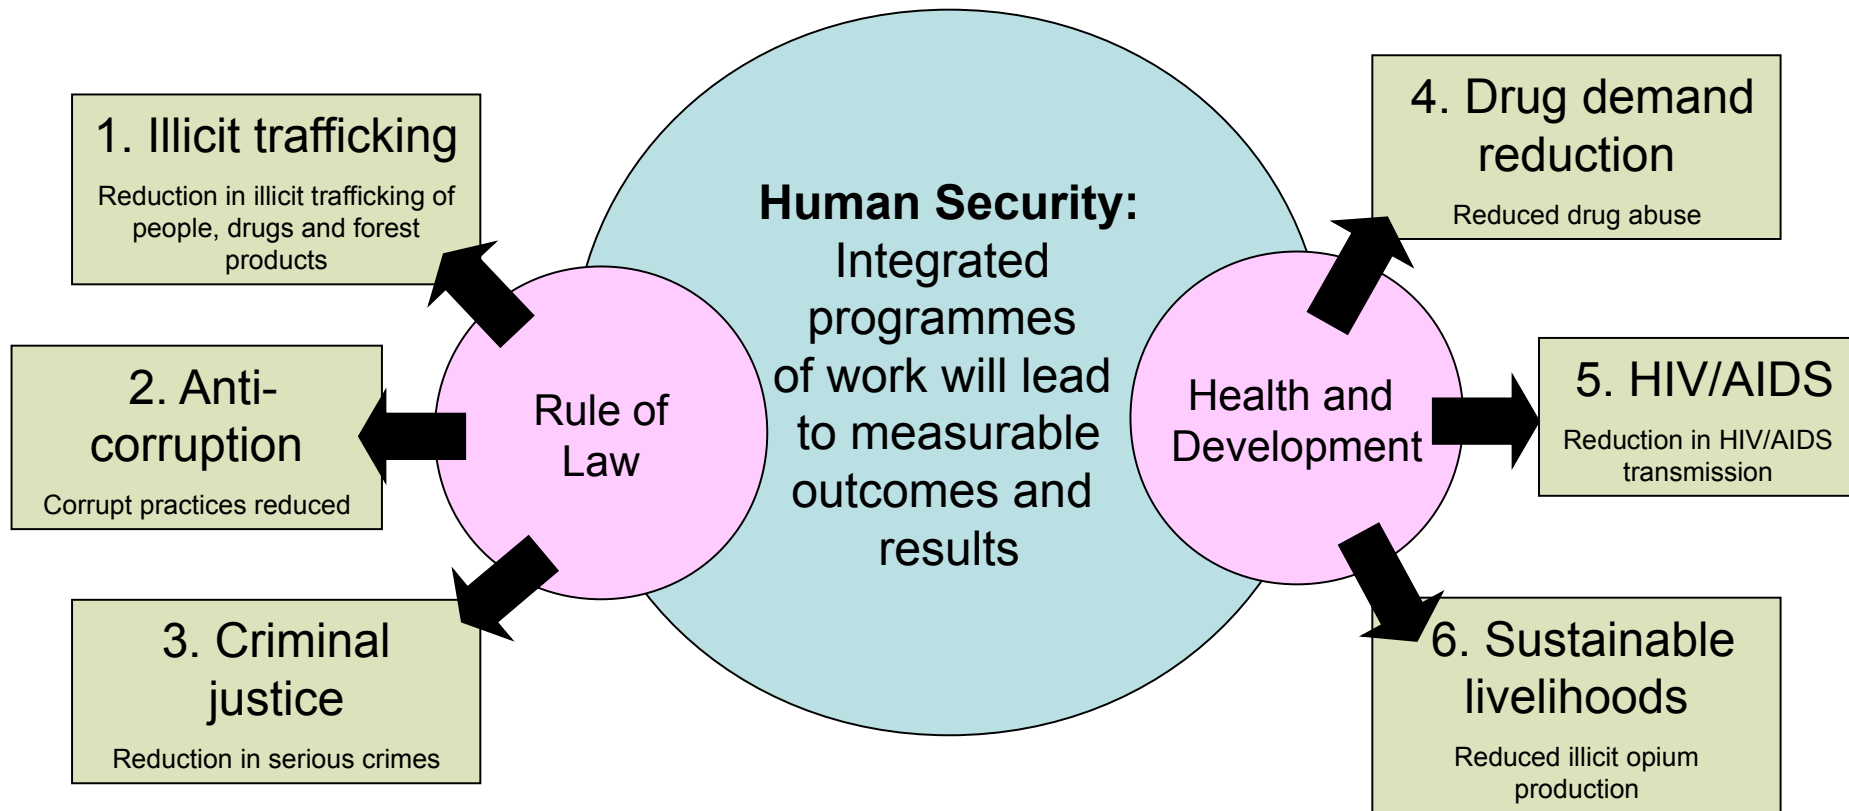 1. Illicit trafficking
Reduction in illicit trafficking of
people, drugs and forest
products
2. Anti-
corruption
Corrupt practices reduced
3. Criminal
justice
Reduction in serious crimes
Rule of
Law
Human Security:
Integrated
programmes
of work will lead
to measurable
outcomes and
results
Health and
Development
4. Drug demand
reduction
Reduced drug abuse
5. HIV/AIDS
Reduction in HIV/AIDS
transmission
6. Sustainable
livelihoods
Reduced illicit opium
production